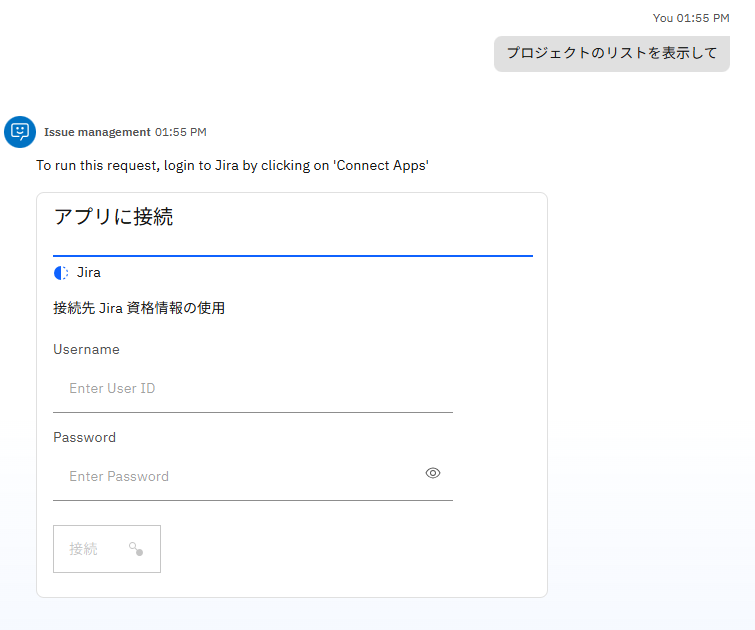 You 01:55 PM
プロジェクトのリストを表示して
Issue management 01:55 PM
To run this request, login to Jira by clicking on 'Connect Apps'
アプリに接続
Jira
接続先 Jira 資格情報の使用
Username
Enter User ID
Password
Enter Password
接続